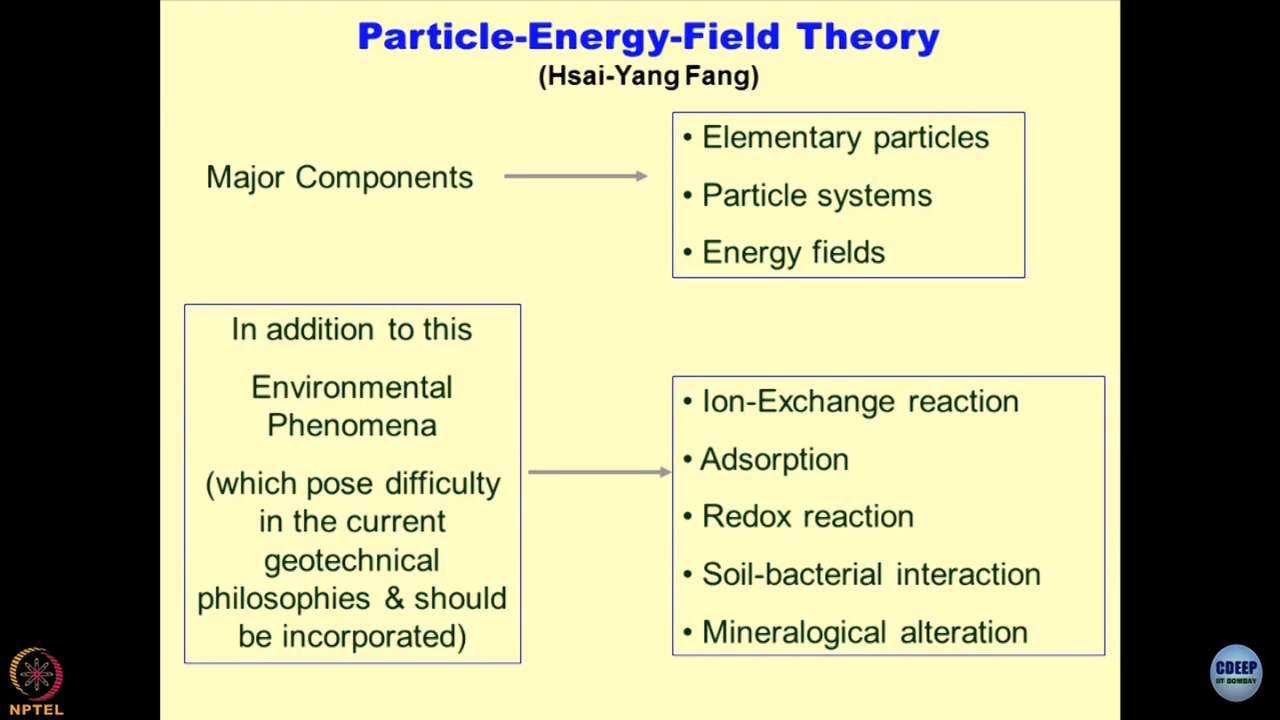 Particle-Energy-Field Theory
(Hsai-Yang Fang)
Major Components
• Elementary particles
• Particle systems
• Energy fields
In addition to this
Environmental
Phenomena
(which pose difficulty
in the current
geotechnical
philosophies & should
be incorporated)
• Ion-Exchange reaction
• Adsorption
• Redox reaction
• Soil-bacterial interaction
• Mineralogical alteration
NPTEL
CDEEP
IIT BOMBAY